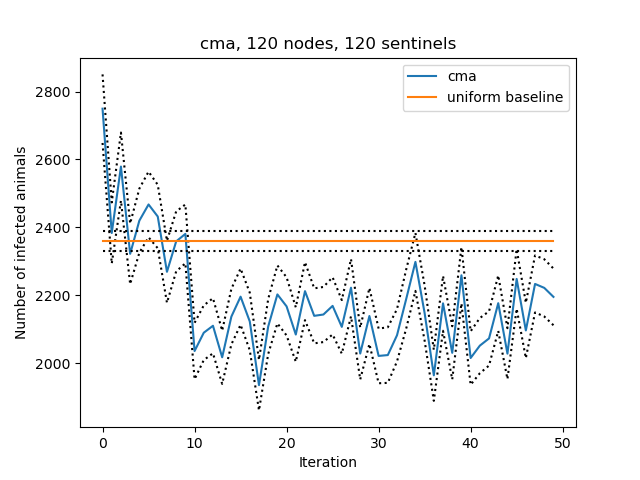 cma, 120 nodes, 120 sentinels
cma
uniform baseline
Number of infected animals
2800
2600
2400
2200
2000
0 10 20 30 40 50
Iteration